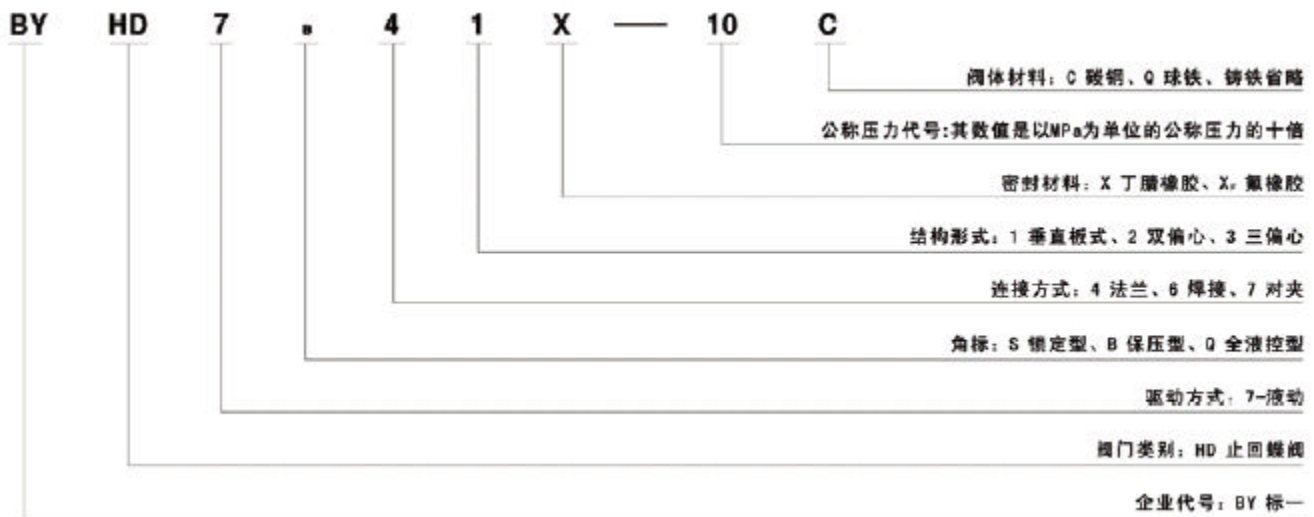 BY HD 7 B 4 1 X — 10 C
阀体材料：C 碳钢、Q 球铁、铸铁省略
公称压力代号:其数值是以MPa为单位的公称压力的十倍
密封材料：X 丁腈橡胶、XF 氟橡胶
结构形式：1 垂直板式、2 双偏心、3 三偏心
连接方式：4 法兰、6 焊接、7 对夹
角标：S 锁定型、B 保压型、Q 全液控型
驱动方式：7-液动
阀门类别：HD 止回蝶阀
企业代号：BY 标一